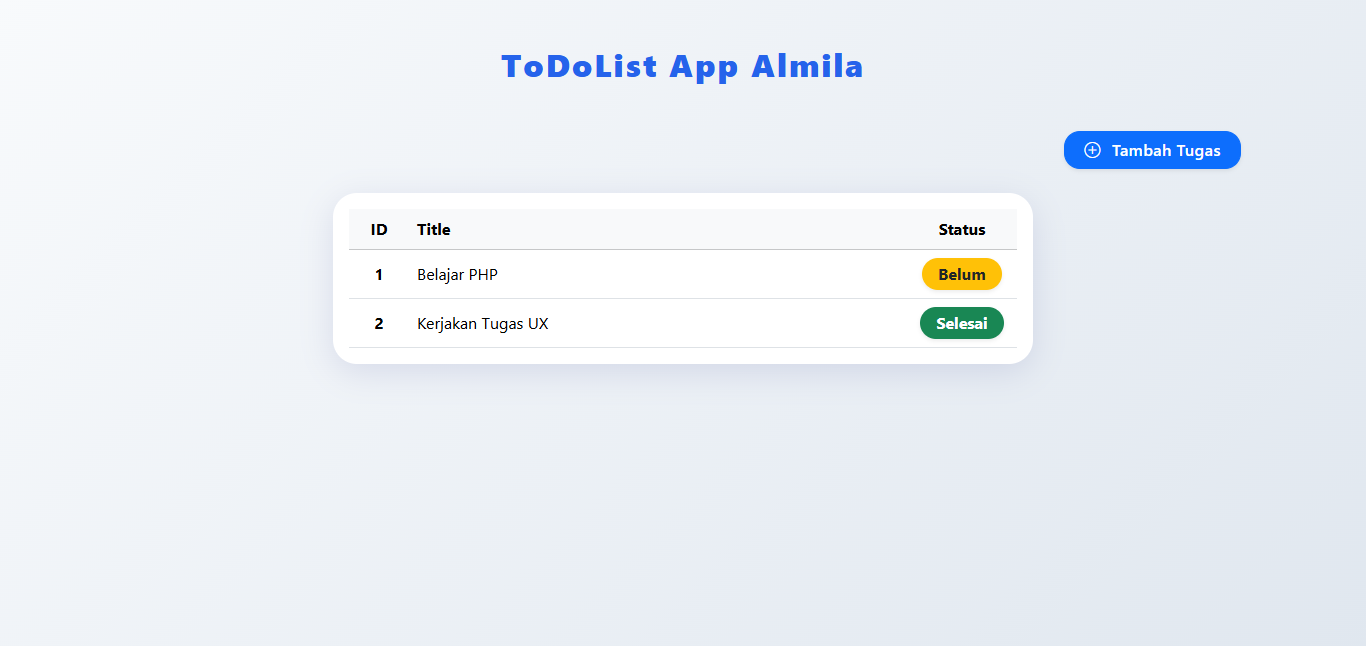 ToDoList App Almila
Tambah Tugas
ID Title Status
1 Belajar PHP Belum
2 Kerjakan Tugas UX Selesai